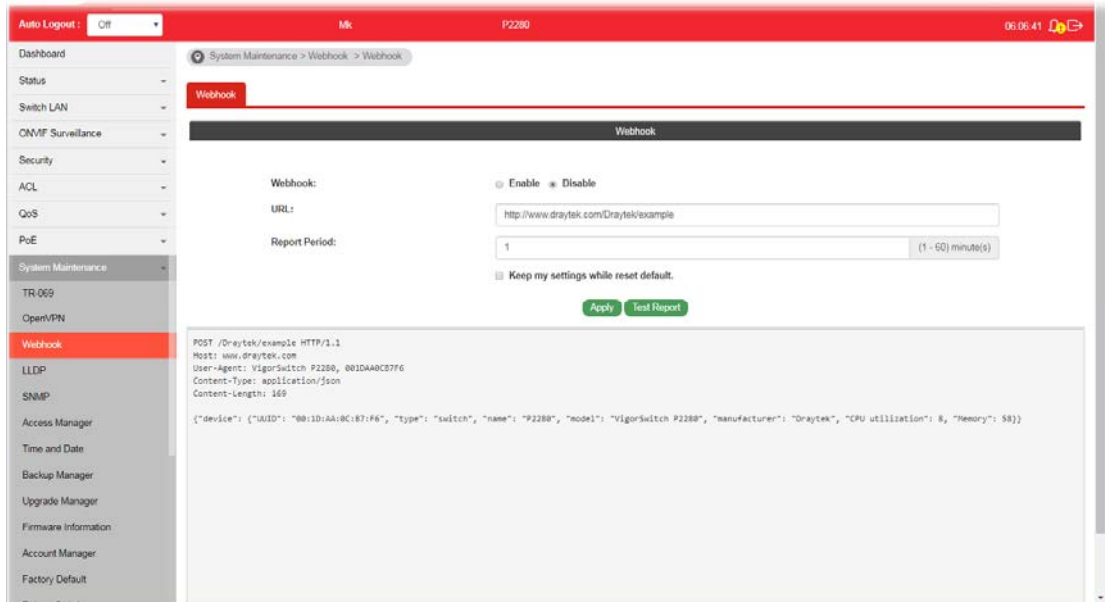 Auto Logout : Off Mk P2280 06:06:41
Dashboard
System Maintenance > Webhook > Webhook
Status
Switch LAN
ONVIF Surveillance
Security
ACL
QoS
PoE
System Maintenance
TR-069
OpenVPN
Webhook
LLDP
SNMP
Access Manager
Time and Date
Backup Manager
Upgrade Manager
Firmware Information
Account Manager
Factory Default
Webhook
Webhook
Webhook: Enable Disable
URL: http://www.draytek.com/Draytek/example
Report Period: 1 (1 - 60) minute(s)
Keep my settings while reset default.
Apply Test Report
POST /Draytek/example HTTP/1.1
Host: www.draytek.com
User-Agent: VigorSwitch P2280, 001DAA0CB7F6
Content-Type: application/json
Content-Length: 169
{"device": {"UUID": "00:1D:AA:0C:B7:F6", "type": "switch", "name": "P2280", "model": "VigorSwitch P2280", "manufacturer": "Draytek", "CPU utilization": 8, "Memory": 58}}